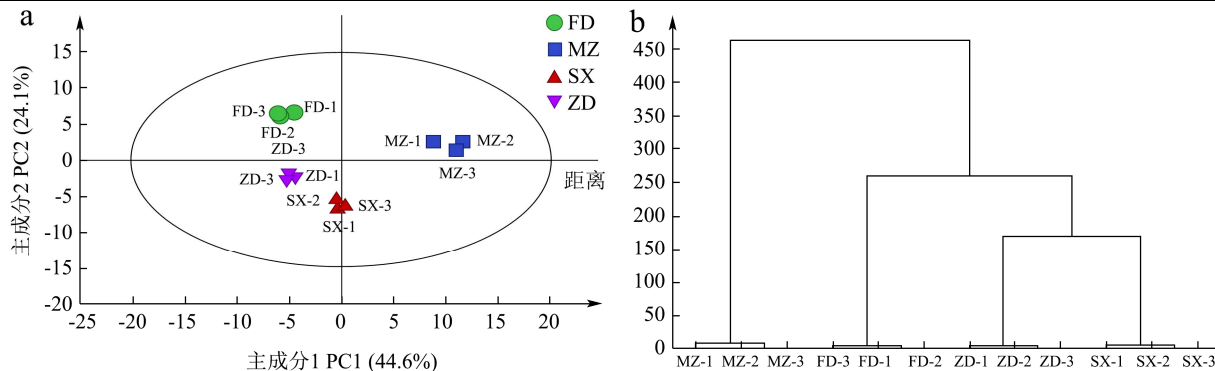 a
FD
MZ
SX
ZD
15
10
5
0
-5
-10
-15
-20
主成分2 PC2 (24.1%)
FD-3
FD-1
FD-2
ZD-3
ZD-3
ZD-1
SX-2
SX-3
SX-1
MZ-1
MZ-2
MZ-3
-25 -20 -15 -10 -5 0 5 10 15 20
主成分1 PC1 (44.6%)
距离
b
450
350
300
250
200
150
100
50
0
MZ-1 MZ-2 MZ-3 FD-3 FD-1 FD-2 ZD-1 ZD-2 ZD-3 SX-1 SX-2 SX-3